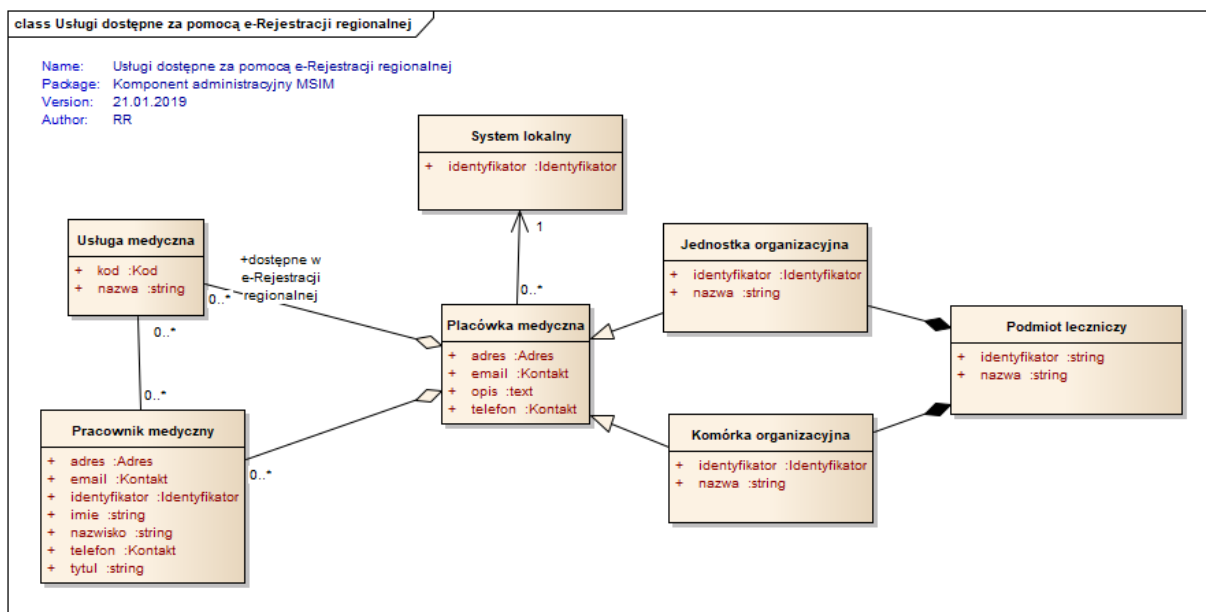 class Usługi dostępne za pomocą e-Rejestracji regionalnej
Name: Usługi dostępne za pomocą e-Rejestracji regionalnej
Package: Komponent administracyjny MSIM
Version: 21.01.2019
Author: RR
System lokalny
+ identyfikator :Identyfikator
1
0..*
Usługa medyczna
+ kod :Kod
+ nazwa :string
0..*
+dostępne w
e-Rejestracji
regionalnej
0..*
0..*
Placówka medyczna
+ adres :Adres
+ email :Kontakt
+ opis :text
+ telefon :Kontakt
Jednostka organizacyjna
+ identyfikator :Identyfikator
+ nazwa :string
Podmiot leczniczy
+ identyfikator :string
+ nazwa :string
Pracownik medyczny
+ adres :Adres
+ email :Kontakt
+ identyfikator :Identyfikator
+ imie :string
+ nazwisko :string
+ telefon :Kontakt
+ tytul :string
0..*
Komórka organizacyjna
+ identyfikator :Identyfikator
+ nazwa :string